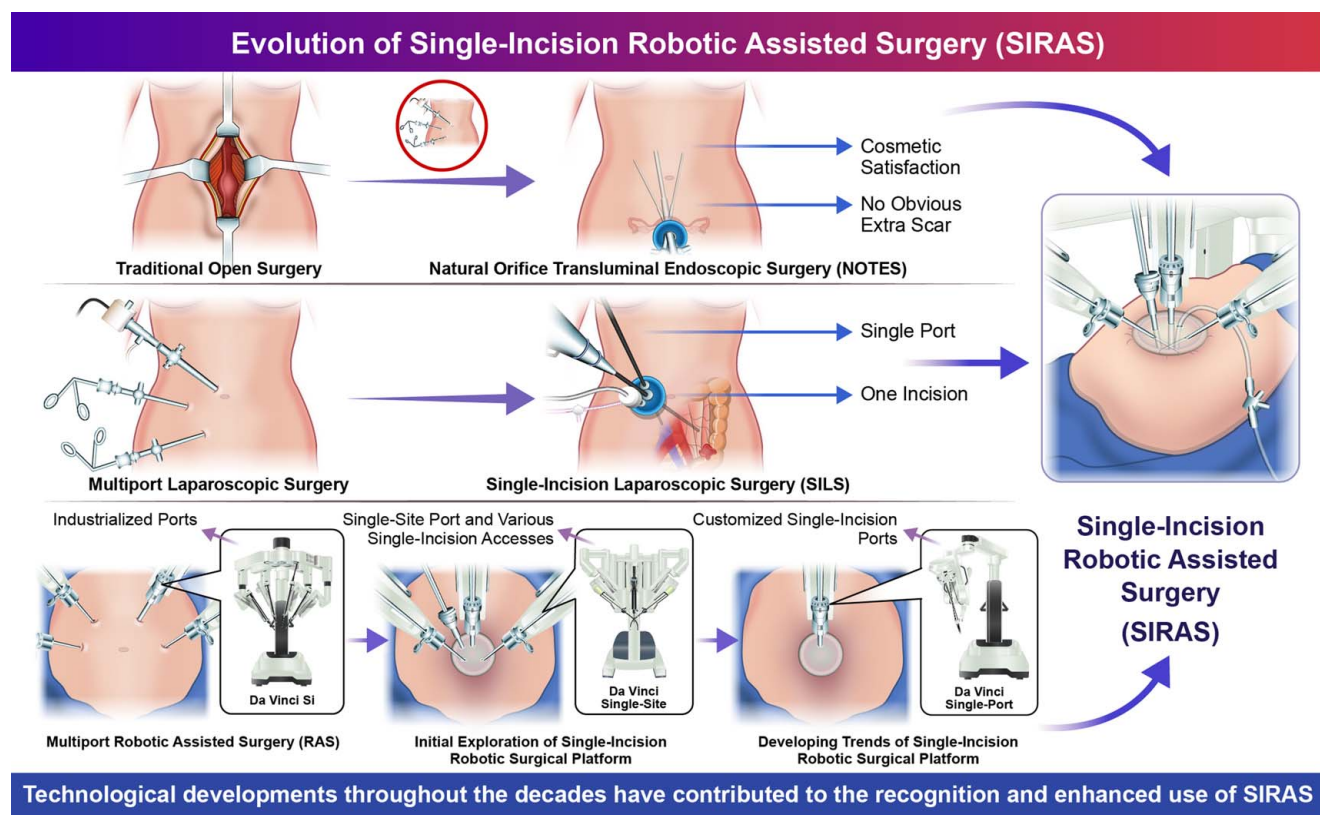 Evolution of Single-Incision Robotic Assisted Surgery (SIRAS)
Cosmetic
Satisfaction
No Obvious
Extra Scar
Traditional Open Surgery
Natural Orifice Transluminal Endoscopic Surgery (NOTES)
Single Port
One Incision
Multiport Laparoscopic Surgery
Single-Incision Laparoscopic Surgery (SILS)
Industrialized Ports
Single-Site Port and Various
Single-Incision Accesses
Customized Single-Incision
Ports
Da Vinci Si
Da Vinci
Single-Site
Da Vinci
Single-Port
Multiport Robotic Assisted Surgery (RAS)
Initial Exploration of Single-Incision
Robotic Surgical Platform
Developing Trends of Single-Incision
Robotic Surgical Platform
Single-Incision
Robotic Assisted
Surgery
(SIRAS)
Technological developments throughout the decades have contributed to the recognition and enhanced use of SIRAS